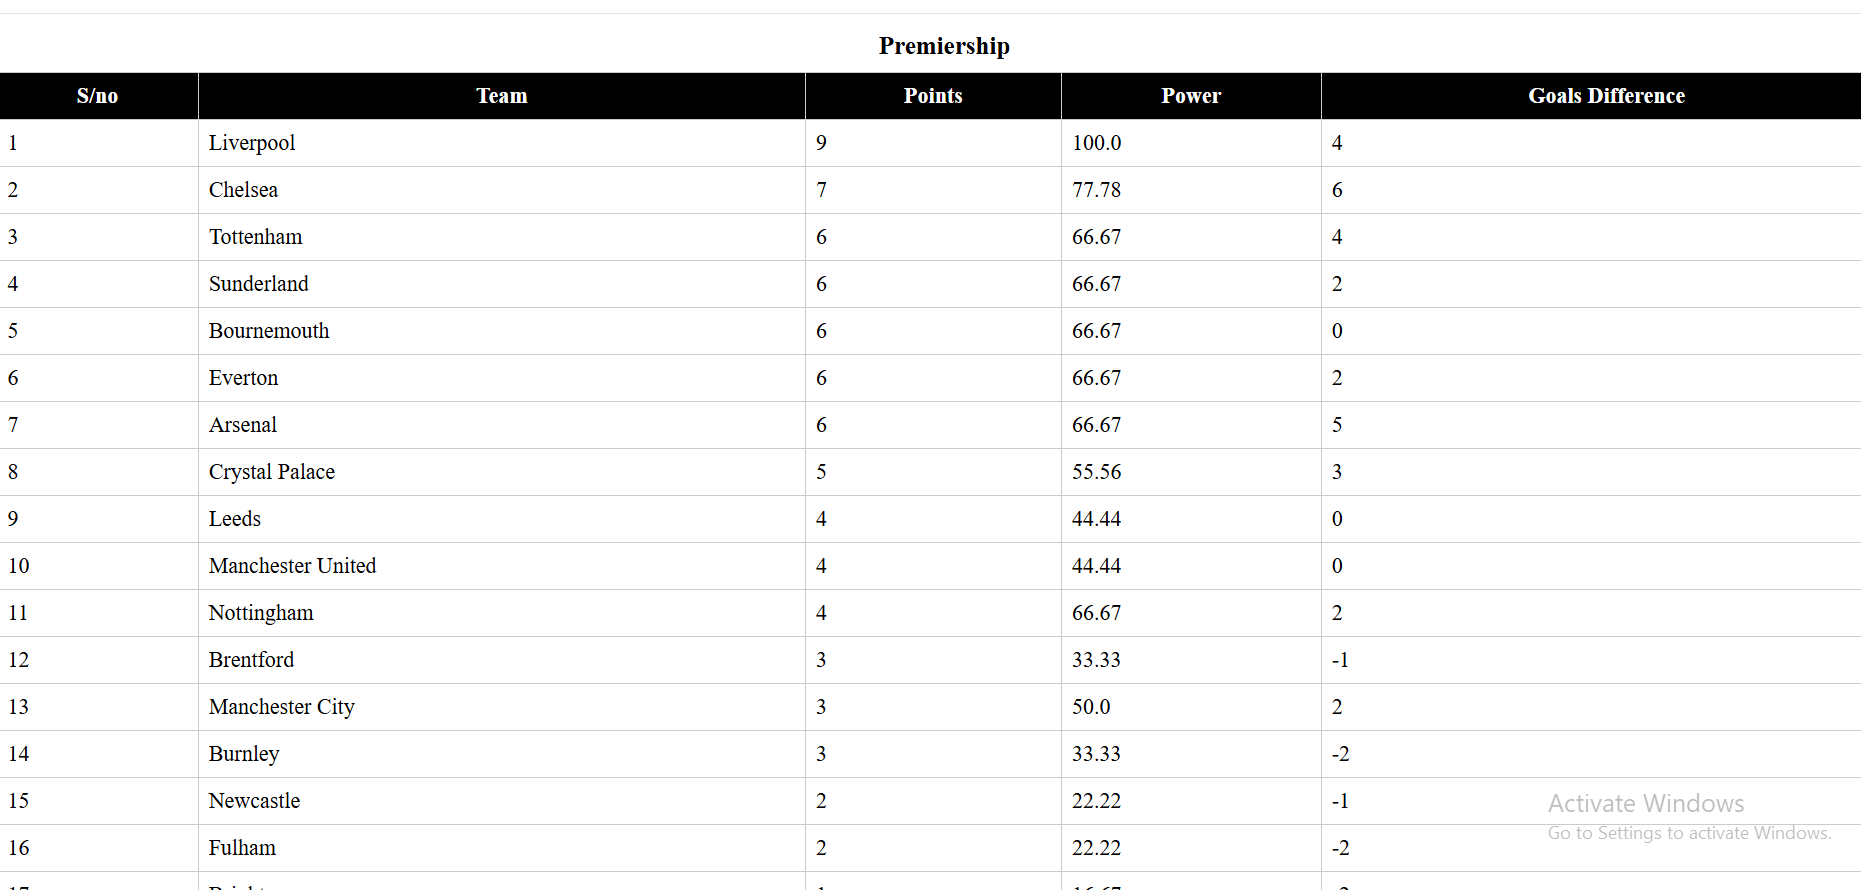 Premiership
S/no Team Points Power Goals Difference
1 Liverpool 9 100.0 4
2 Chelsea 7 77.78 6
3 Tottenham 6 66.67 4
4 Sunderland 6 66.67 2
5 Bournemouth 6 66.67 0
6 Everton 6 66.67 2
7 Arsenal 6 66.67 5
8 Crystal Palace 5 55.56 3
9 Leeds 4 44.44 0
10 Manchester United 4 44.44 0
11 Nottingham 4 66.67 2
12 Brentford 3 33.33 -1
13 Manchester City 3 50.0 2
14 Burnley 3 33.33 -2
15 Newcastle 2 22.22 -1
Activate Windows
Go to Settings to activate Windows.
16 Fulham 2 22.22 -2